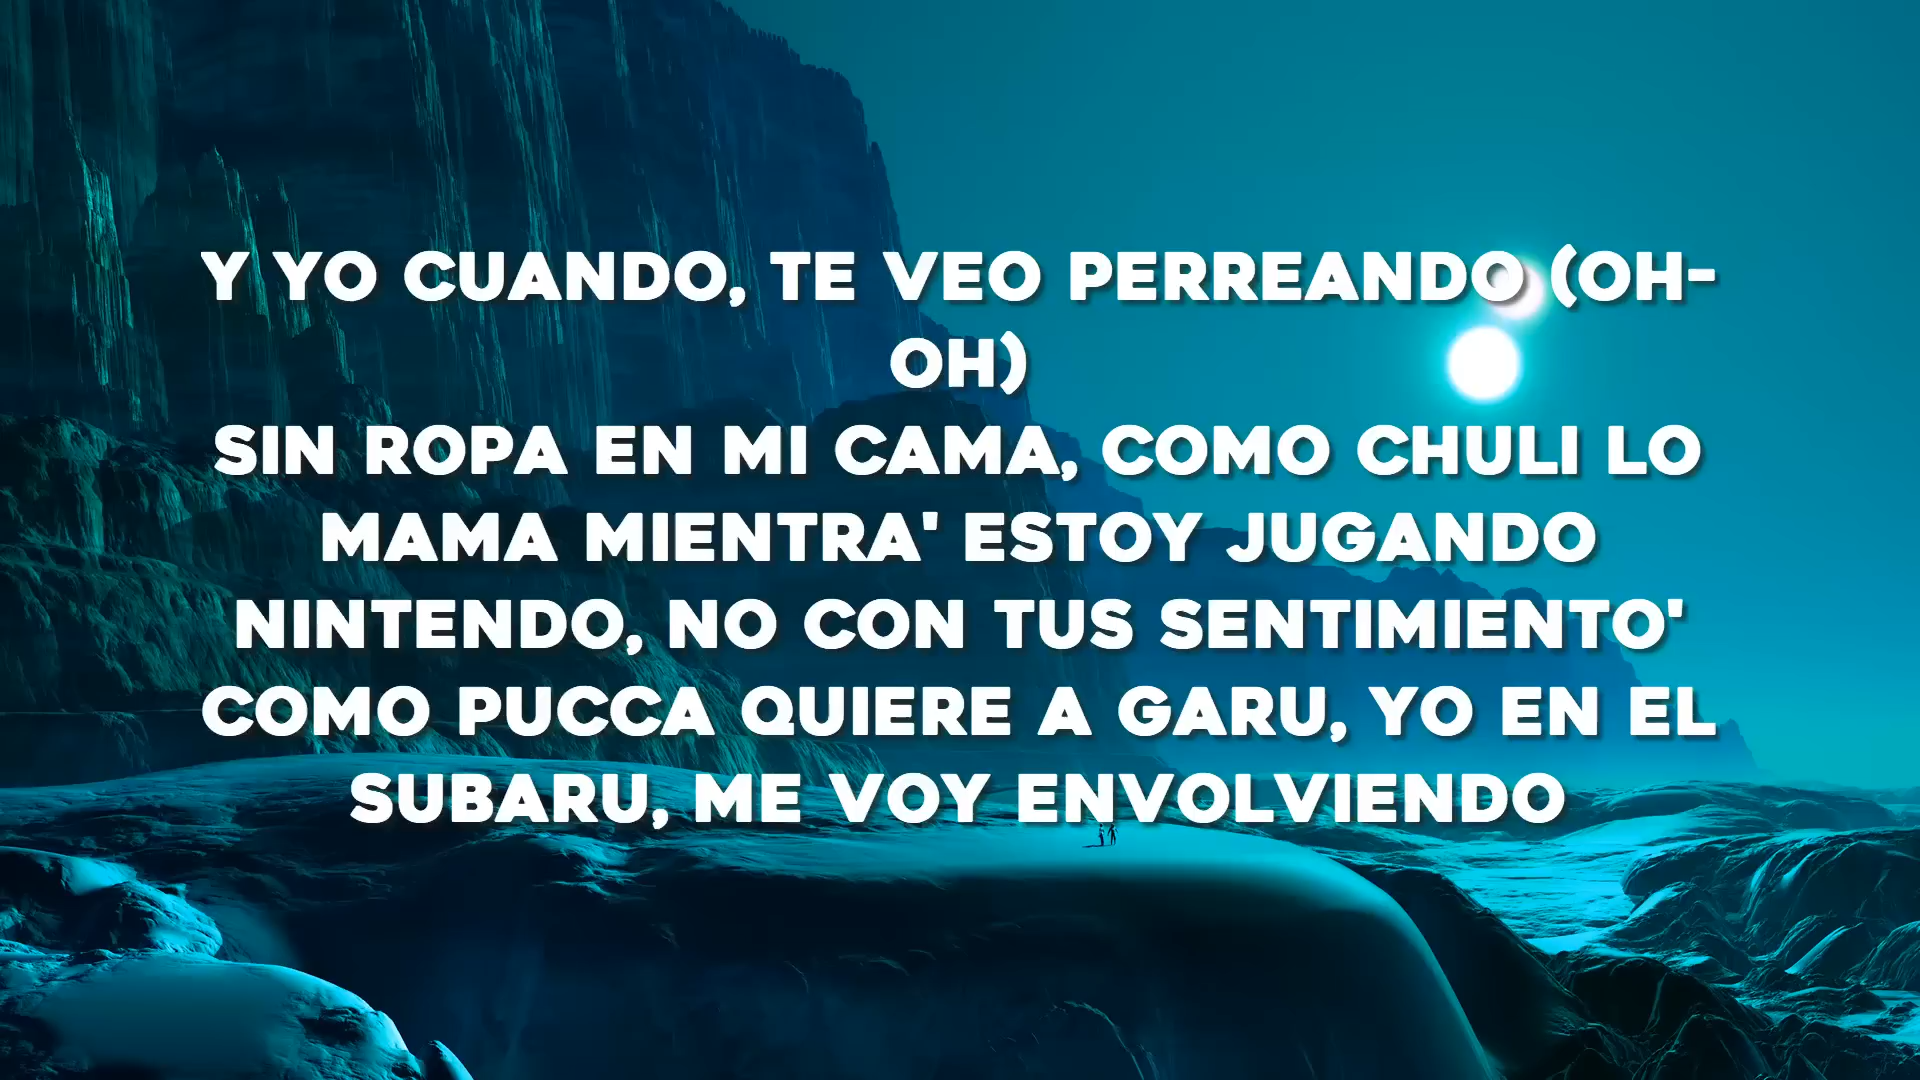 Y YO CUANDO, TE VEO PERREANDO (OH-
OH)
SIN ROPA EN MI CAMA, COMO CHULI LO
MAMA MIENTRA' ESTOY JUGANDO
NINTENDO, NO CON TUS SENTIMIENTO'
COMO PUCCA QUIERE A GARU, YO EN EL
SUBARU, ME VOY ENVOLVIENDO